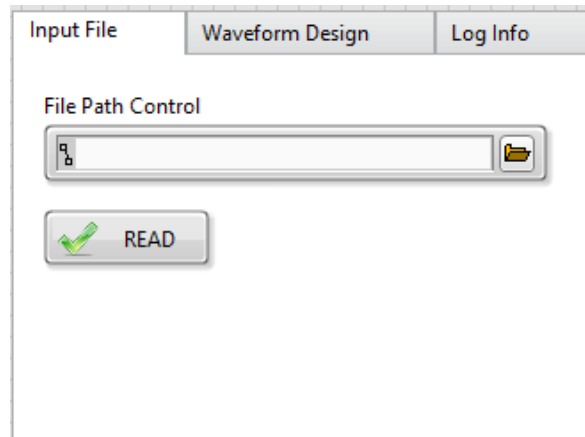 Input File
Waveform Design
Log Info
File Path Control
READ